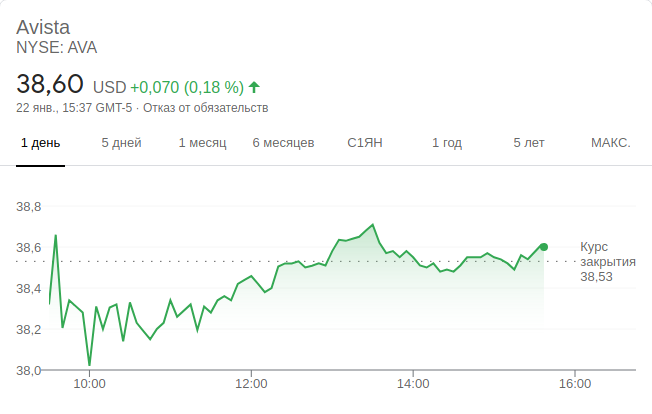 Avista
NYSE: AVA
38,60 USD +0,070 (0,18 %)
22 янв., 15:37 GMT-5 · Отказ от обязательств
1 день 5 дней 1 месяц 6 месяцев С1ЯН 1 год 5 лет МАКС.
38,8
38,6
38,4
38,2
38,0
Курс
закрытия
38,53
10:00 12:00 14:00 16:00